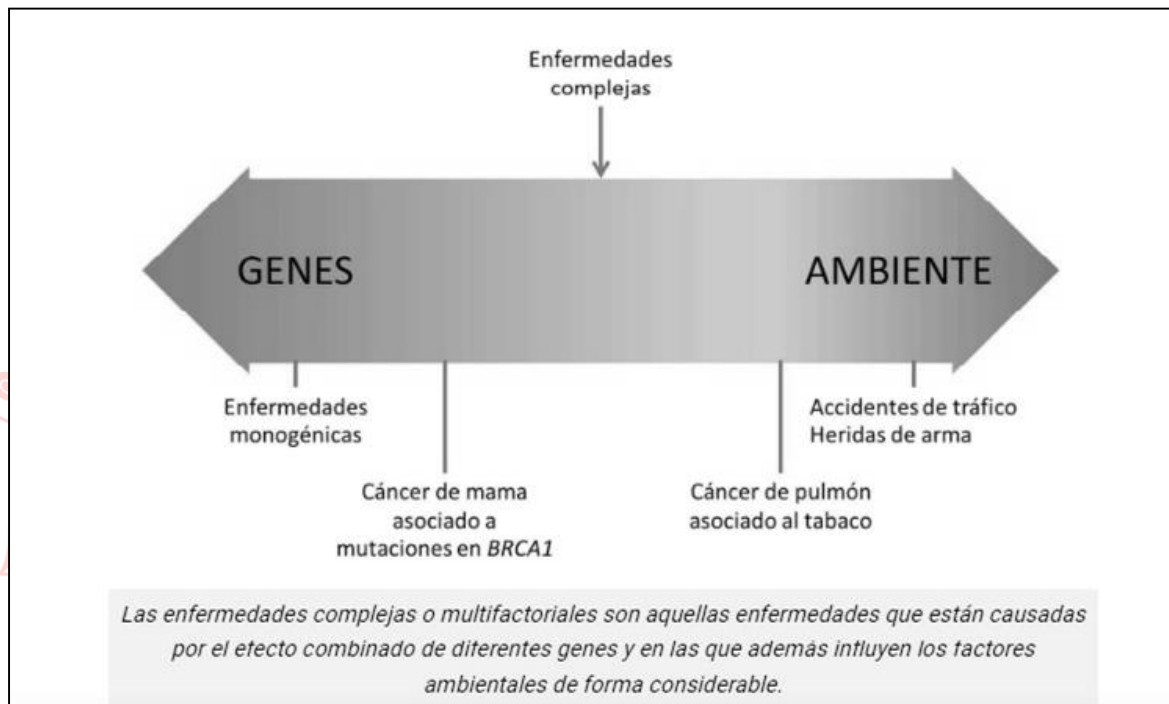 Enfermedades
complejas
GENES
AMBIENTE
Enfermedades
monogénicas
Accidentes de tráfico
Heridas de arma
Cáncer de mama
asociado a
mutaciones en BRCA1
Cáncer de pulmón
asociado al tabaco
Las enfermedades complejas o multifactoriales son aquellas enfermedades que están causadas
por el efecto combinado de diferentes genes y en las que además influyen los factores
ambientales de forma considerable.